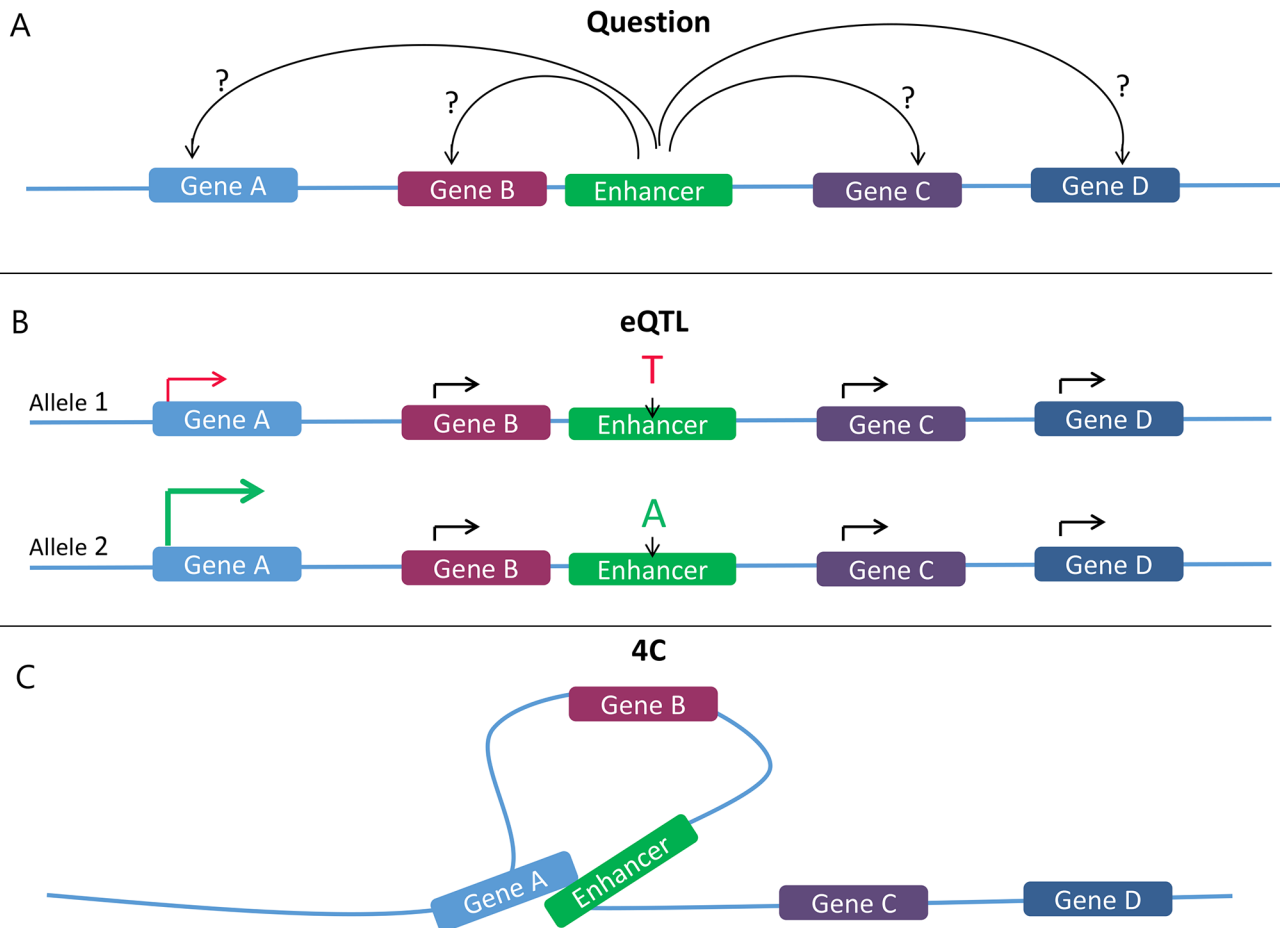 A
Question
? ? ? ?
Gene A Gene B Enhancer Gene C Gene D
B
eQTL
T
Allele 1
Gene A Gene B Enhancer Gene C Gene D
A
Allele 2
Gene A Gene B Enhancer Gene C Gene D
4C
C
Gene B
Gene A Enhancer Gene C Gene D